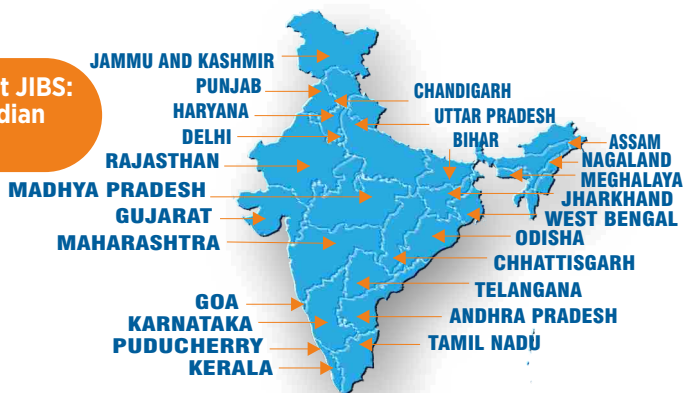 t JIBS:
dian
JAMMU AND KASHMIR
PUNJAB
CHANDIGARH
HARYANA
UTTAR PRADESH
DELHI
BIHAR
ASSAM
RAJASTHAN
NAGALAND
MEGHALAYA
MADHYA PRADESH
JHARKHAND
GUJARAT
WEST BENGAL
MAHARASHTRA
ODISHA
CHHATTISGARH
TELANGANA
GOA
ANDHRA PRADESH
KARNATAKA
PUDUCHERRY
TAMIL NADU
KERALA